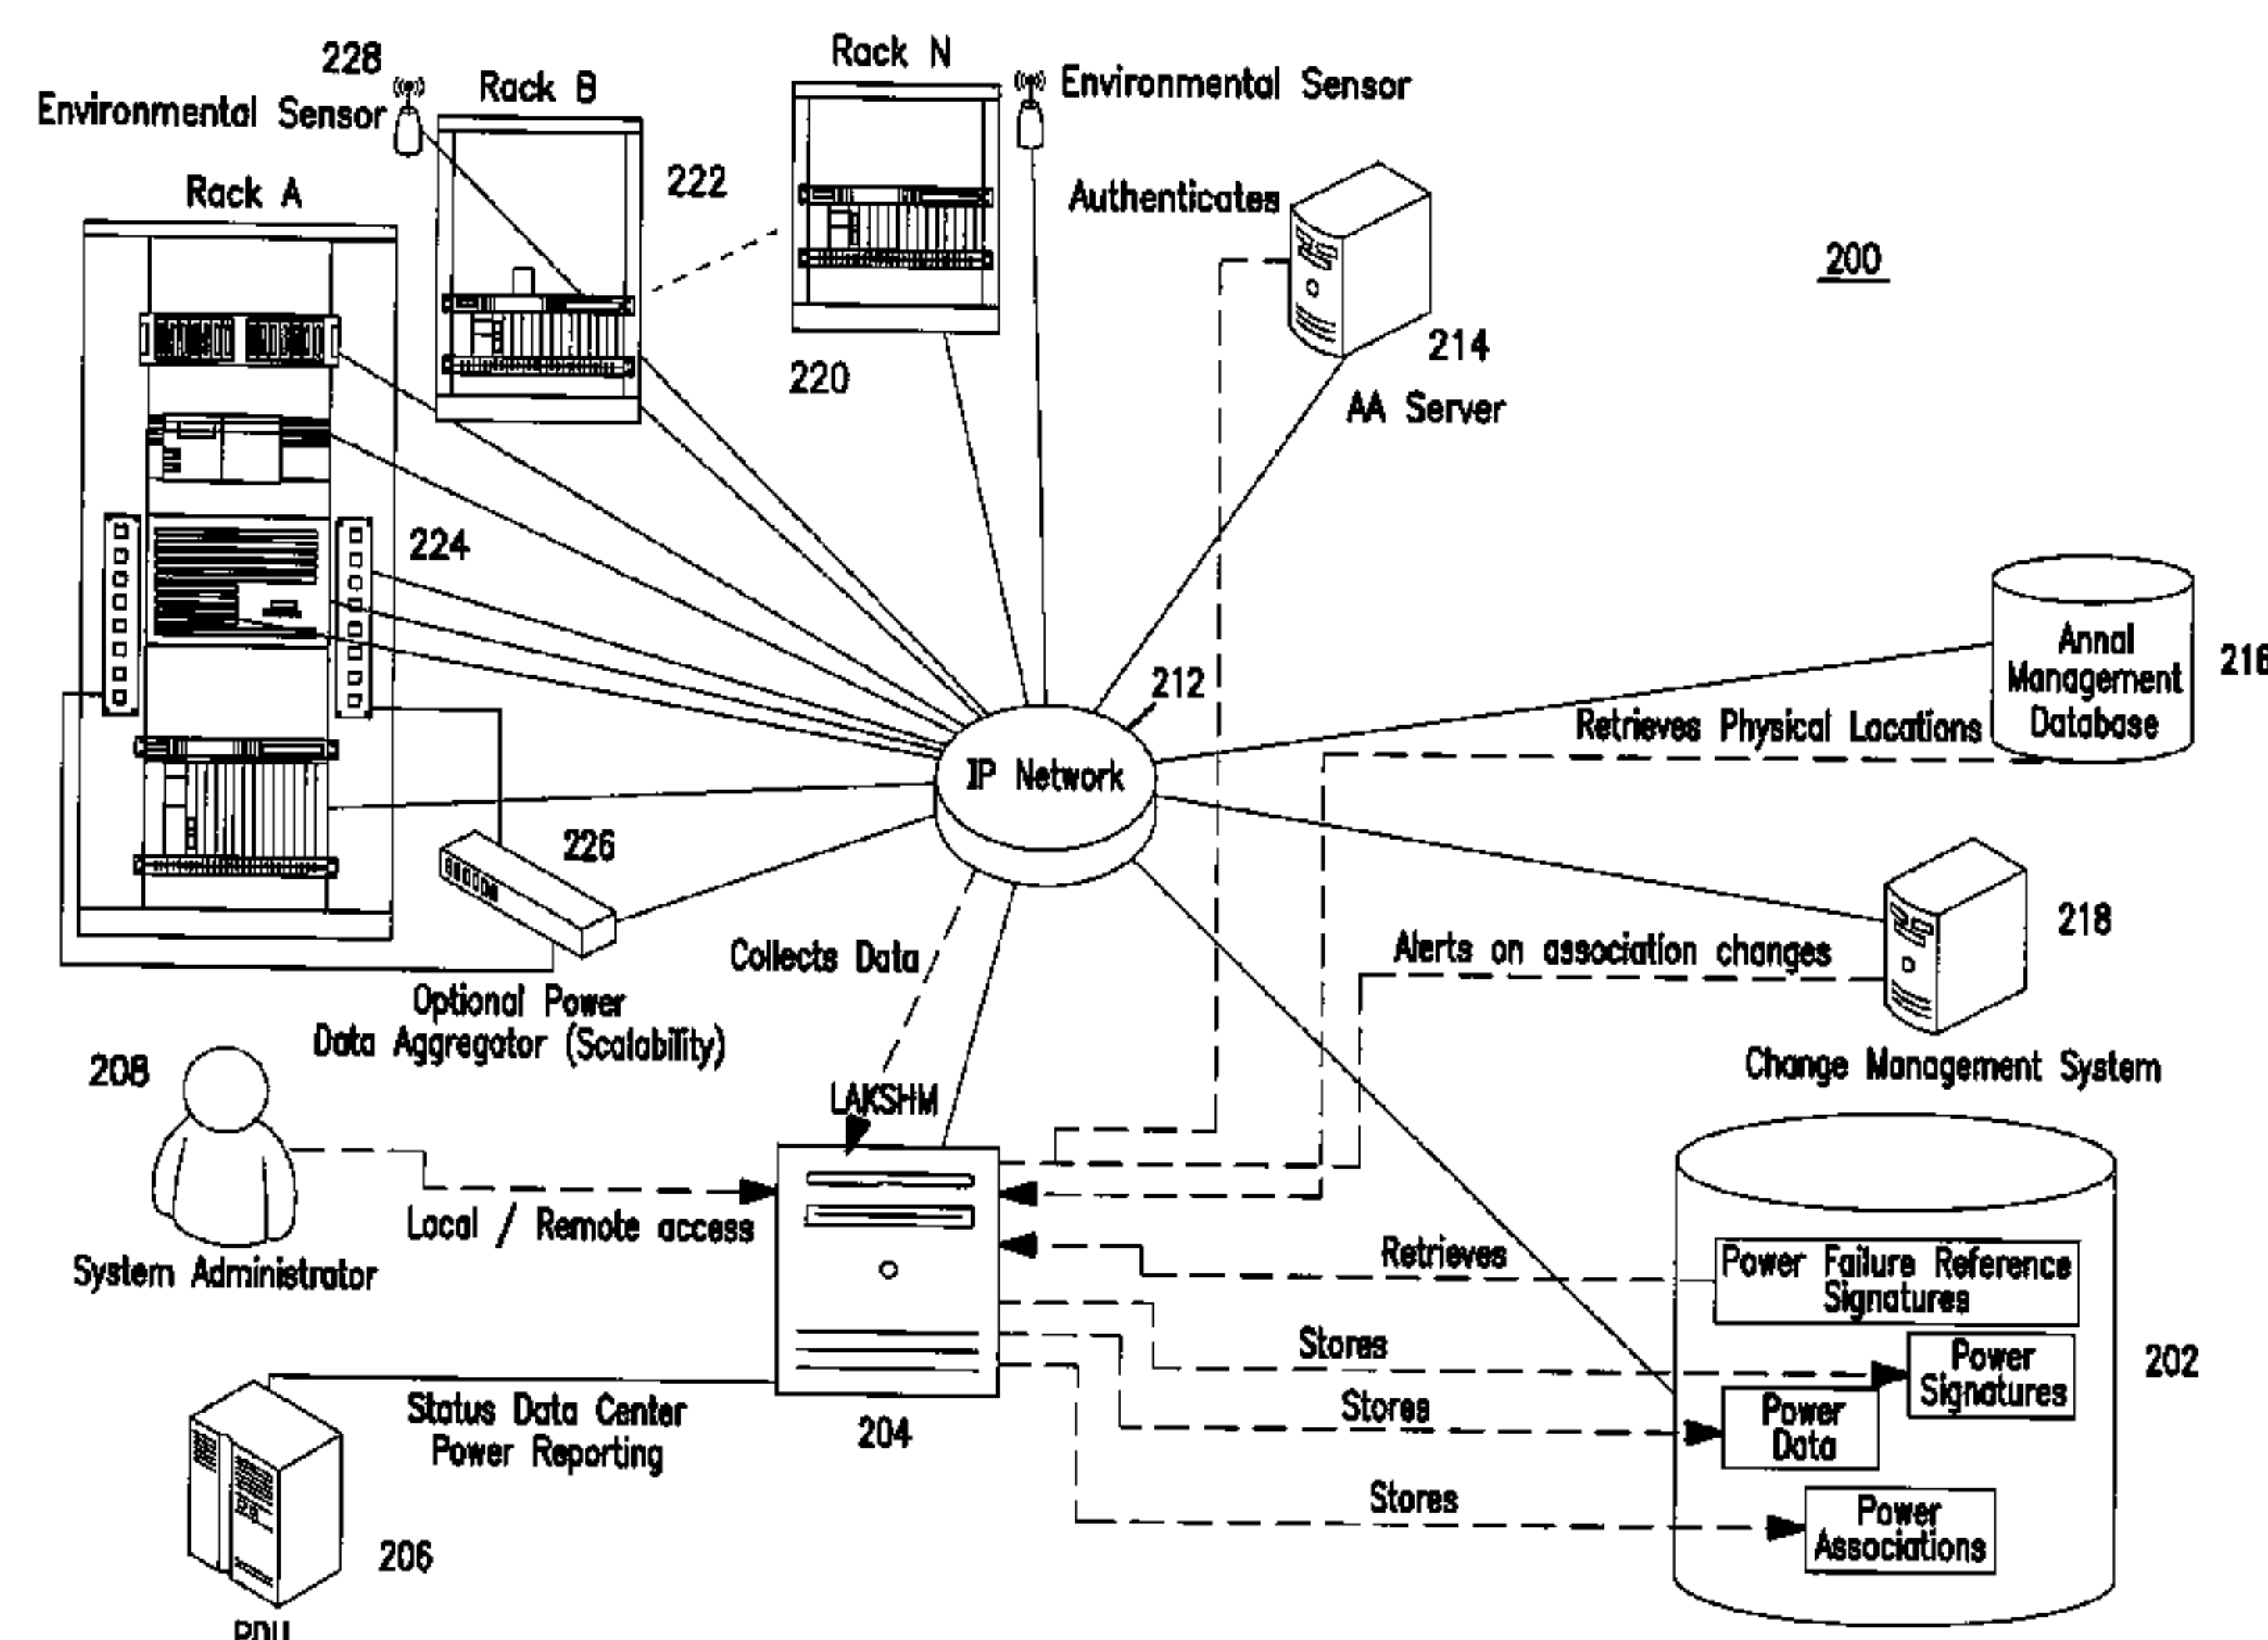 228
Environmental Sensor
Rack B
Rack N
Environmental Sensor
Rack A
222
Authenticates
200
220
214
AA Server
224
212
Annal
Management
Database
216
Retrieves Physical Locations
IP Network
226
218
Collects Data
Alerts on association changes
Optional Power
Data Aggregator (Scalability)
Change Management System
208
LAKSHM
Local / Remote access
System Administrator
Retrieves
Power Failure Reference
Signatures
Stores
Power
Signatures
202
Status Data Center
Power Reporting
204
Stores
Power
Data
Stores
Power
Associations
206